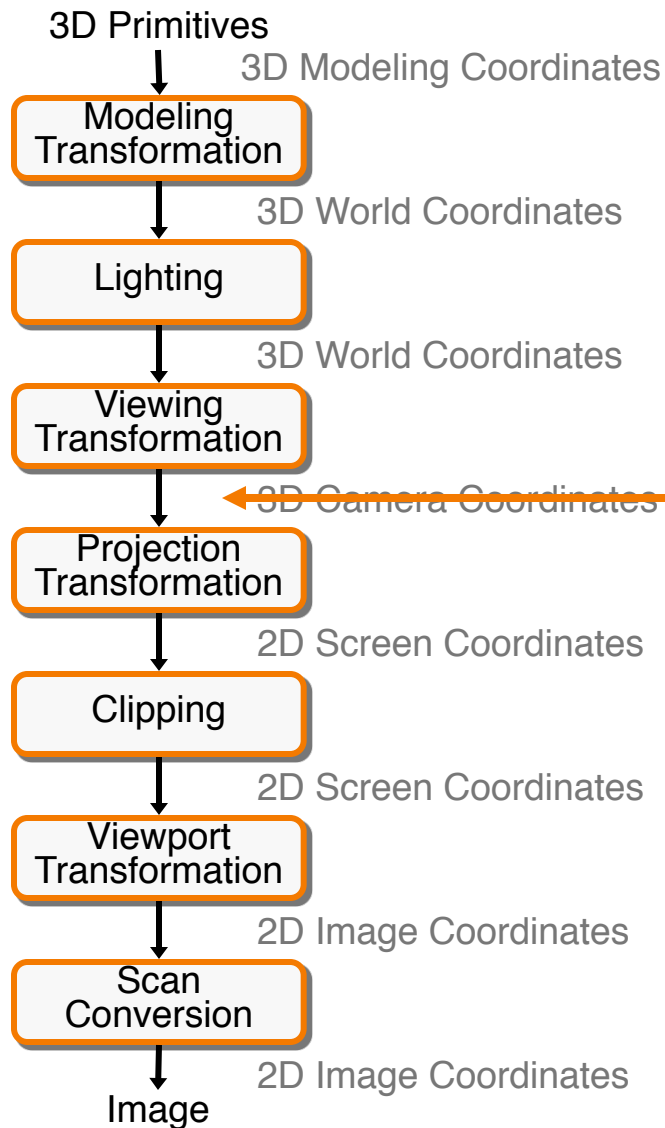 3D Primitives
3D Modeling Coordinates
Modeling
Transformation
3D World Coordinates
Lighting
3D World Coordinates
Viewing
Transformation
3D Camera Coordinates
Projection
Transformation
2D Screen Coordinates
Clipping
2D Screen Coordinates
Viewport
Transformation
2D Image Coordinates
Scan
Conversion
2D Image Coordinates
Image